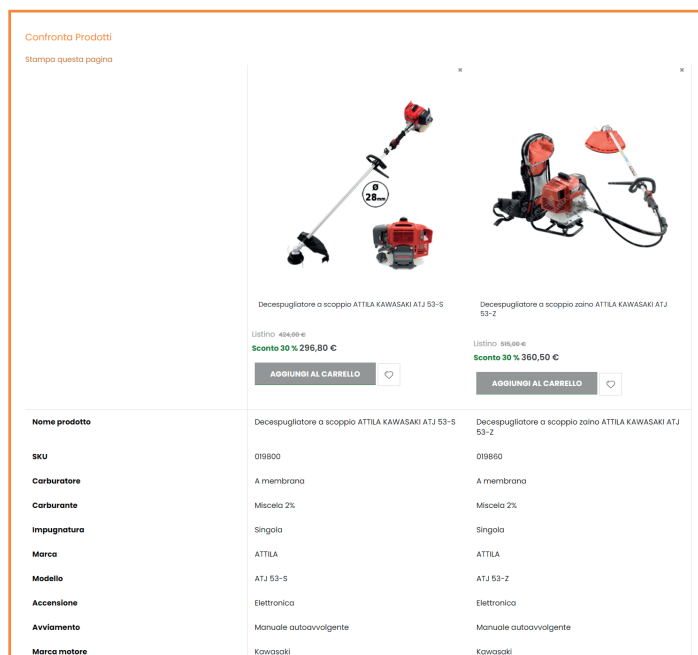 Confronta Prodotti
Stampa questa pagina
× ×
Ø
28mm
Decespugliatore a scoppio ATTILA KAWASAKI ATJ 53-S
Listino 424,00 €
Sconto 30 % 296,80 €
AGGIUNGI AL CARRELLO
Decespugliatore a scoppio zaino ATTILA KAWASAKI ATJ
53-Z
Listino 515,00 €
Sconto 30 % 360,50 €
AGGIUNGI AL CARRELLO
Nome prodotto Decespugliatore a scoppio ATTILA KAWASAKI ATJ 53-S Decespugliatore a scoppio zaino ATTILA KAWASAKI ATJ
53-Z
SKU 019800 019860
Carburatore A membrana A membrana
Carburante Miscela 2% Miscela 2%
Impugnatura Singola Singola
Marca ATTILA ATTILA
Modello ATJ 53-S ATJ 53-Z
Accensione Elettronica Elettronica
Avviamento Manuale autoavvolgente Manuale autoavvolgente
Marca motore Kawasaki Kawasaki